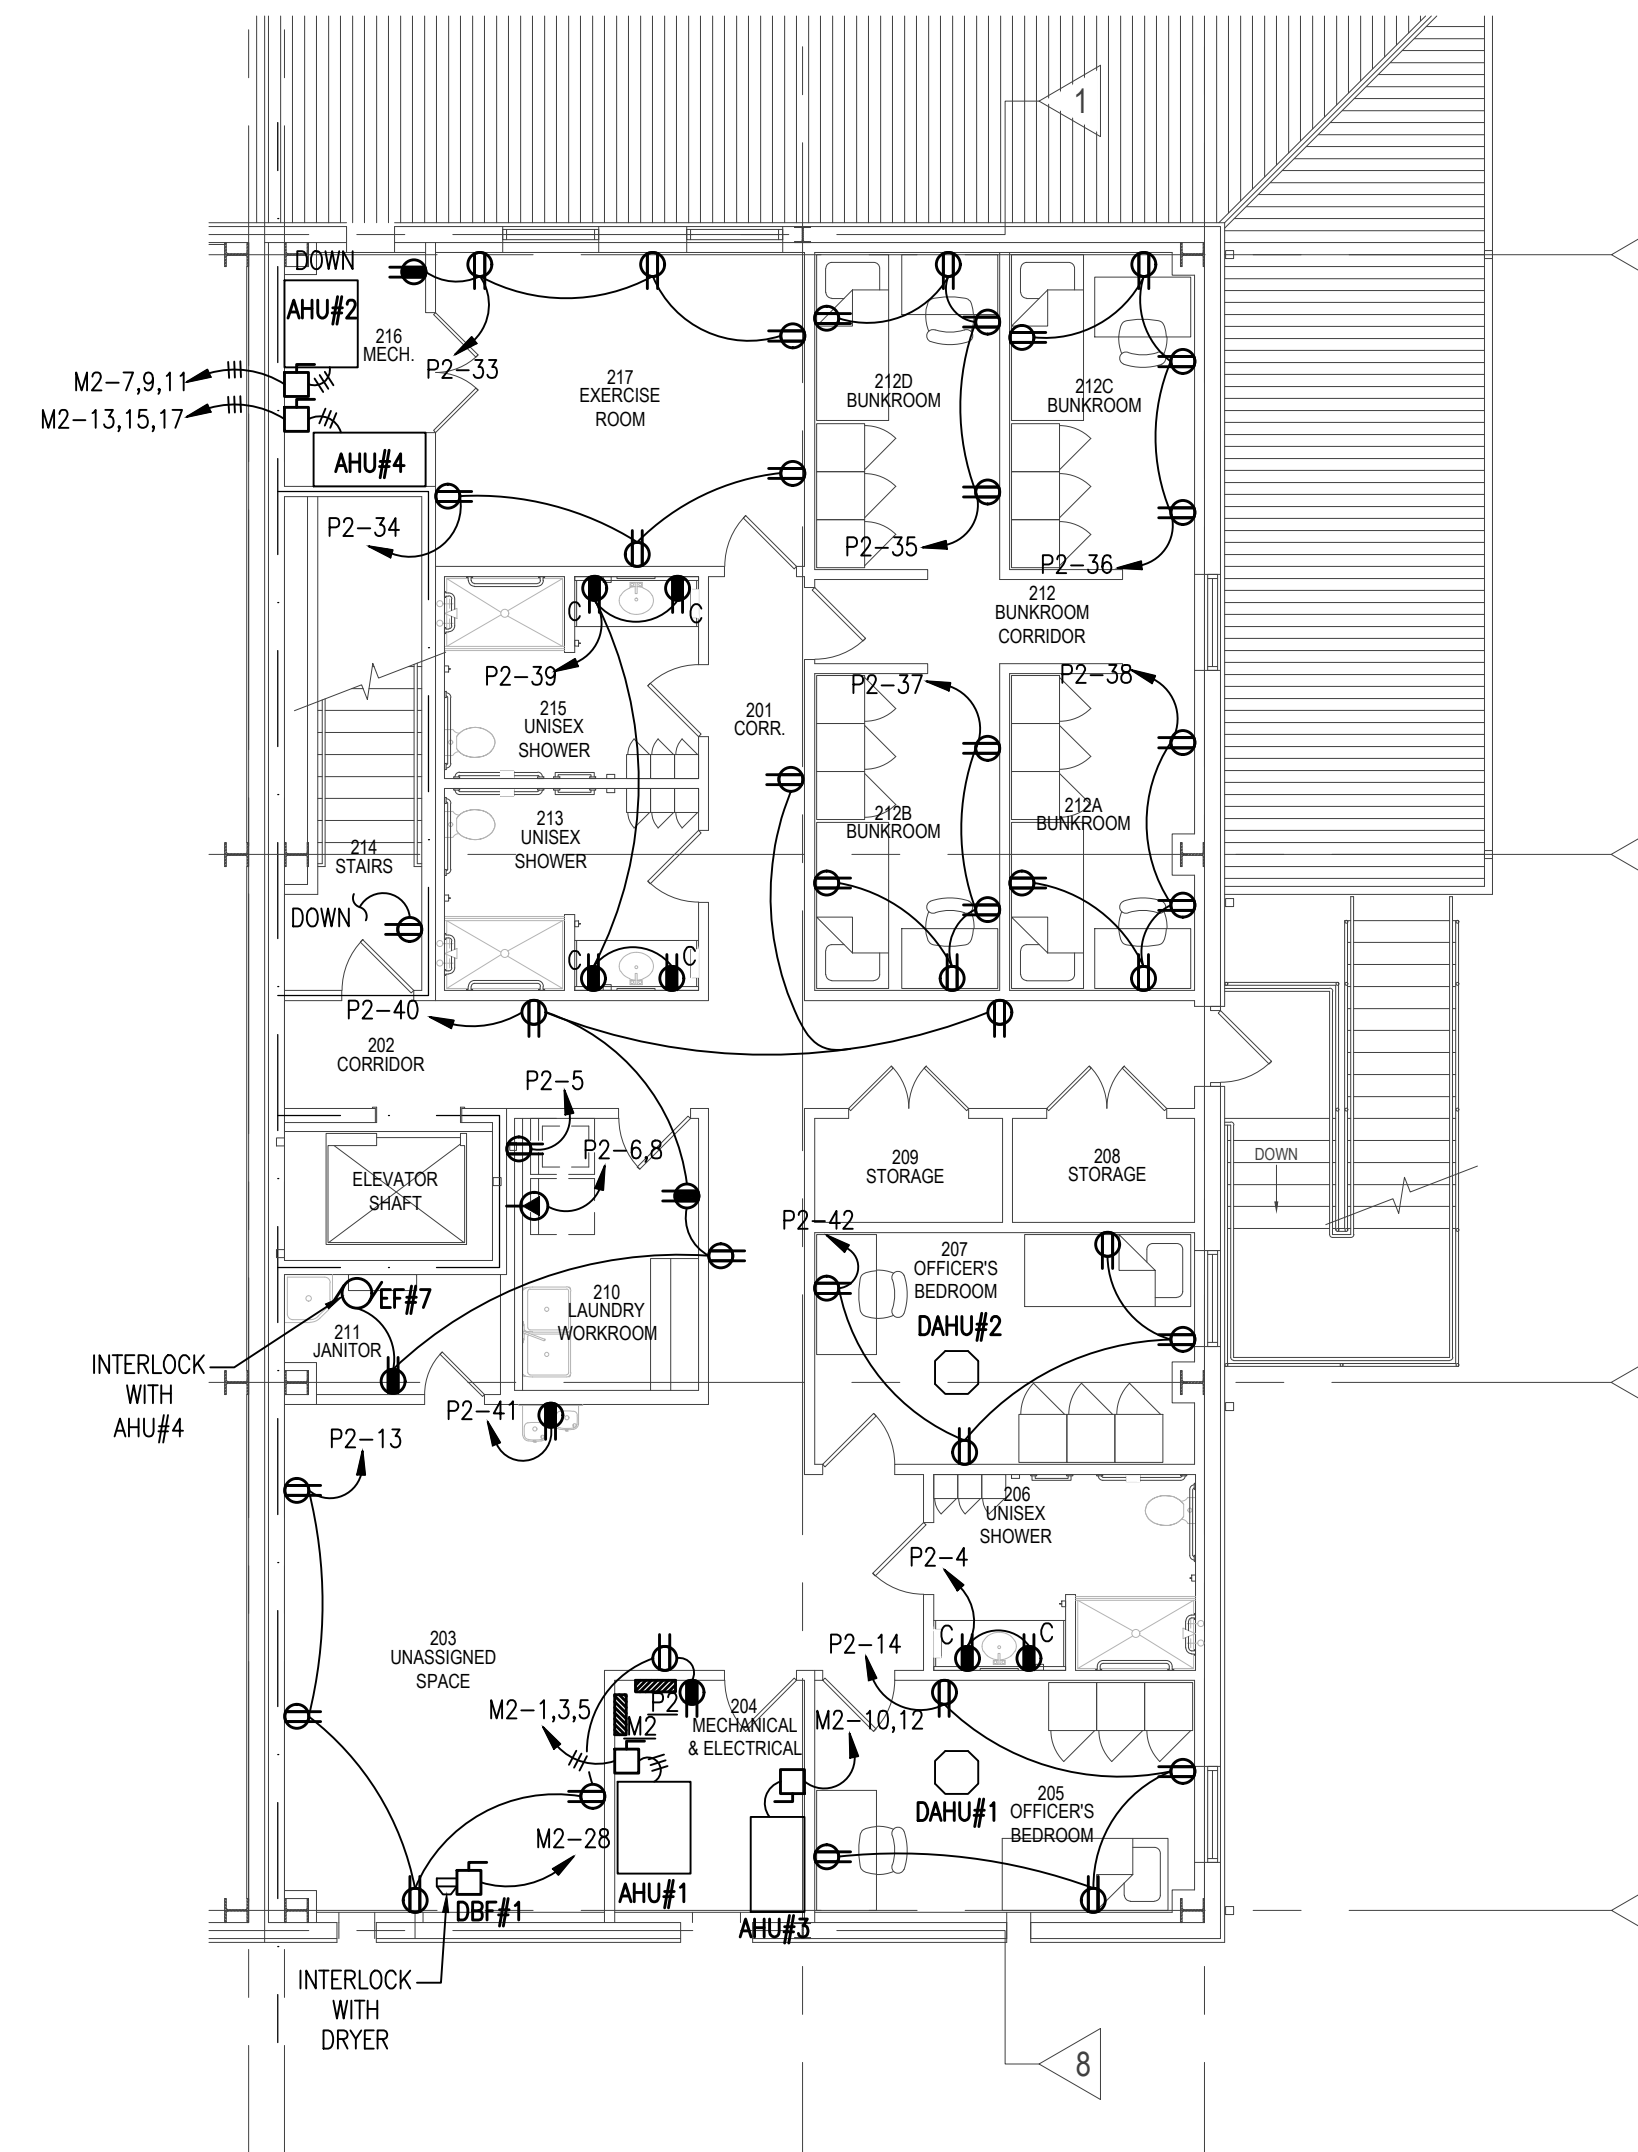 1
DOWN
AHU#2
216
MECH.
P2-33
M2-7,9,11
M2-13,15,17
AHU#4
217
EXERCISE
ROOM
212D
BUNKROOM
212C
BUNKROOM
P2-34
P2-35
P2-36
212
BUNKROOM
CORRIDOR
C
C
P2-39
P2-37
P2-38
215
UNISEX
SHOWER
201
CORR.
213
UNISEX
SHOWER
212B
BUNKROOM
212A
BUNKROOM
214
STAIRS
DOWN
C
C
P2-40
202
CORRIDOR
P2-5
P2-6,8
ELEVATOR
SHAFT
209
STORAGE
208
STORAGE
DOWN
P2-42
207
OFFICER'S
BEDROOM
DAHU#2
EF#7
211
JANITOR
210
LAUNDRY
WORKROOM
INTERLOCK
WITH
AHU#4
P2-41
P2-13
206
UNISEX
SHOWER
P2-4
C
C
203
UNASSIGNED
SPACE
P2-14
M2-1,3,5
P2
M2
204
MECHANICAL
& ELECTRICAL
M2-10,12
DAHU#1
205
OFFICER'S
BEDROOM
M2-28
AHU#1
DBF#1
AHU#3
INTERLOCK
WITH
DRYER
8